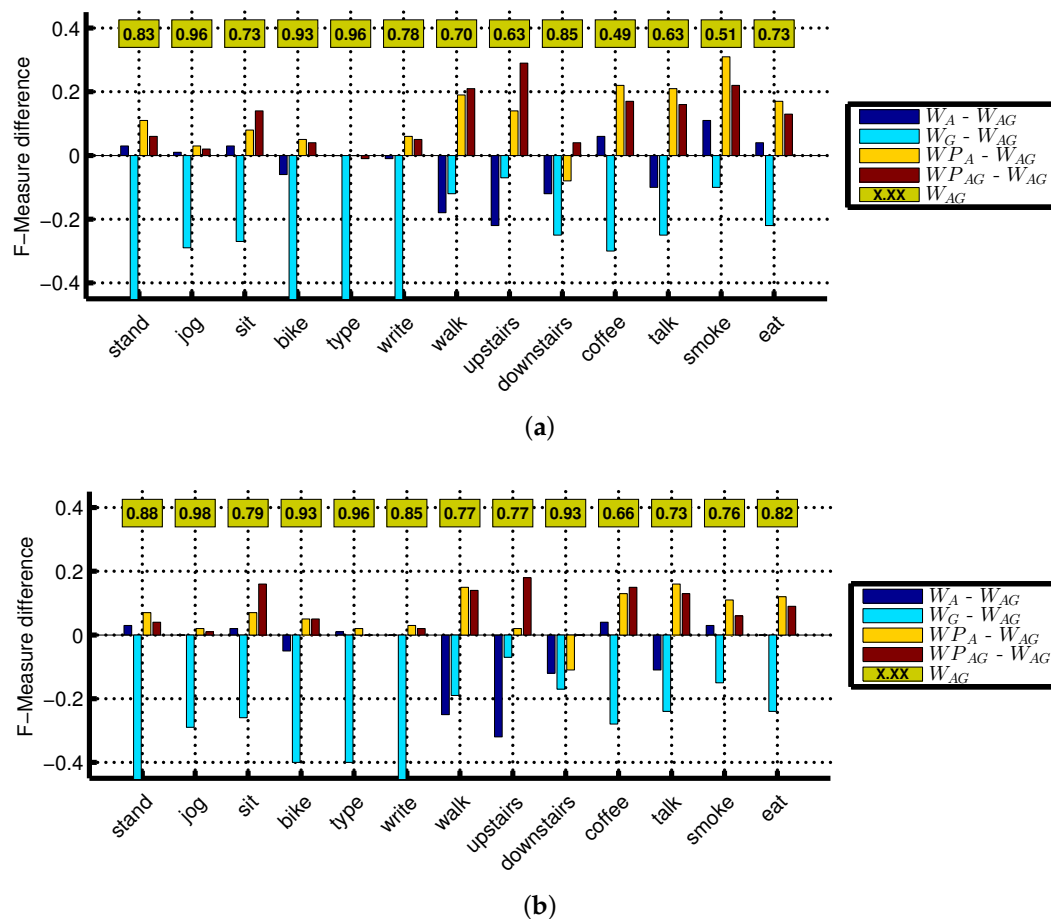 0.4
0.83 0.96 0.73 0.93 0.96 0.78 0.70 0.63 0.85 0.49 0.63 0.51 0.73
0.2
0
−0.2
−0.4
F−Measure difference
stand jog sit bike type write walk upstairs downstairs coffee talk smoke eat
W_A - W_AG
W_G - W_AG
WP_A - W_AG
WP_AG - W_AG
X.XX W_AG
(a)
0.4
0.88 0.98 0.79 0.93 0.96 0.85 0.77 0.77 0.93 0.66 0.73 0.76 0.82
0.2
0
−0.2
−0.4
F−Measure difference
stand jog sit bike type write walk upstairs downstairs coffee talk smoke eat
W_A - W_AG
W_G - W_AG
WP_A - W_AG
WP_AG - W_AG
X.XX W_AG
(b)